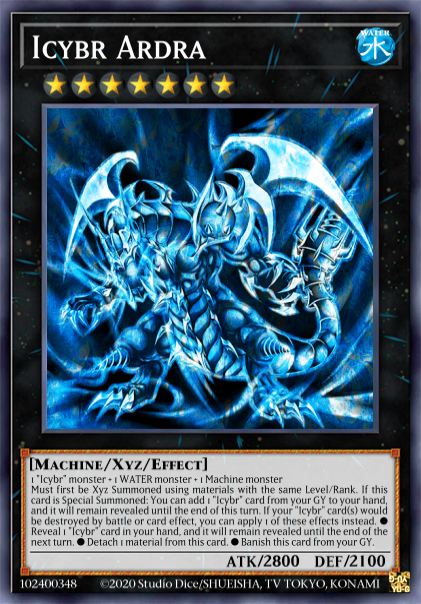 ICYBR ARDRA
WATER
水
[MACHINE/XYZ/EFFECT]
1 "Icybr" monster + 1 WATER monster + 1 Machine monster
Must first be Xyz Summoned using materials with the same Level/Rank. If this
card is Special Summoned: You can add 1 "Icybr" card from your GY to your hand,
and it will remain revealed until the end of this turn. If your "Icybr" card(s) would
be destroyed by battle or card effect, you can apply 1 of these effects instead. ●
Reveal 1 "Icybr" card in your hand, and it will remain revealed until the end of the
next turn. ● Detach 1 material from this card. ● Banish this card from your GY.
ATK/2800 DEF/2100
102400348 ©2020 Studio Dice/SHUEISHA, TV TOKYO, KONAMI